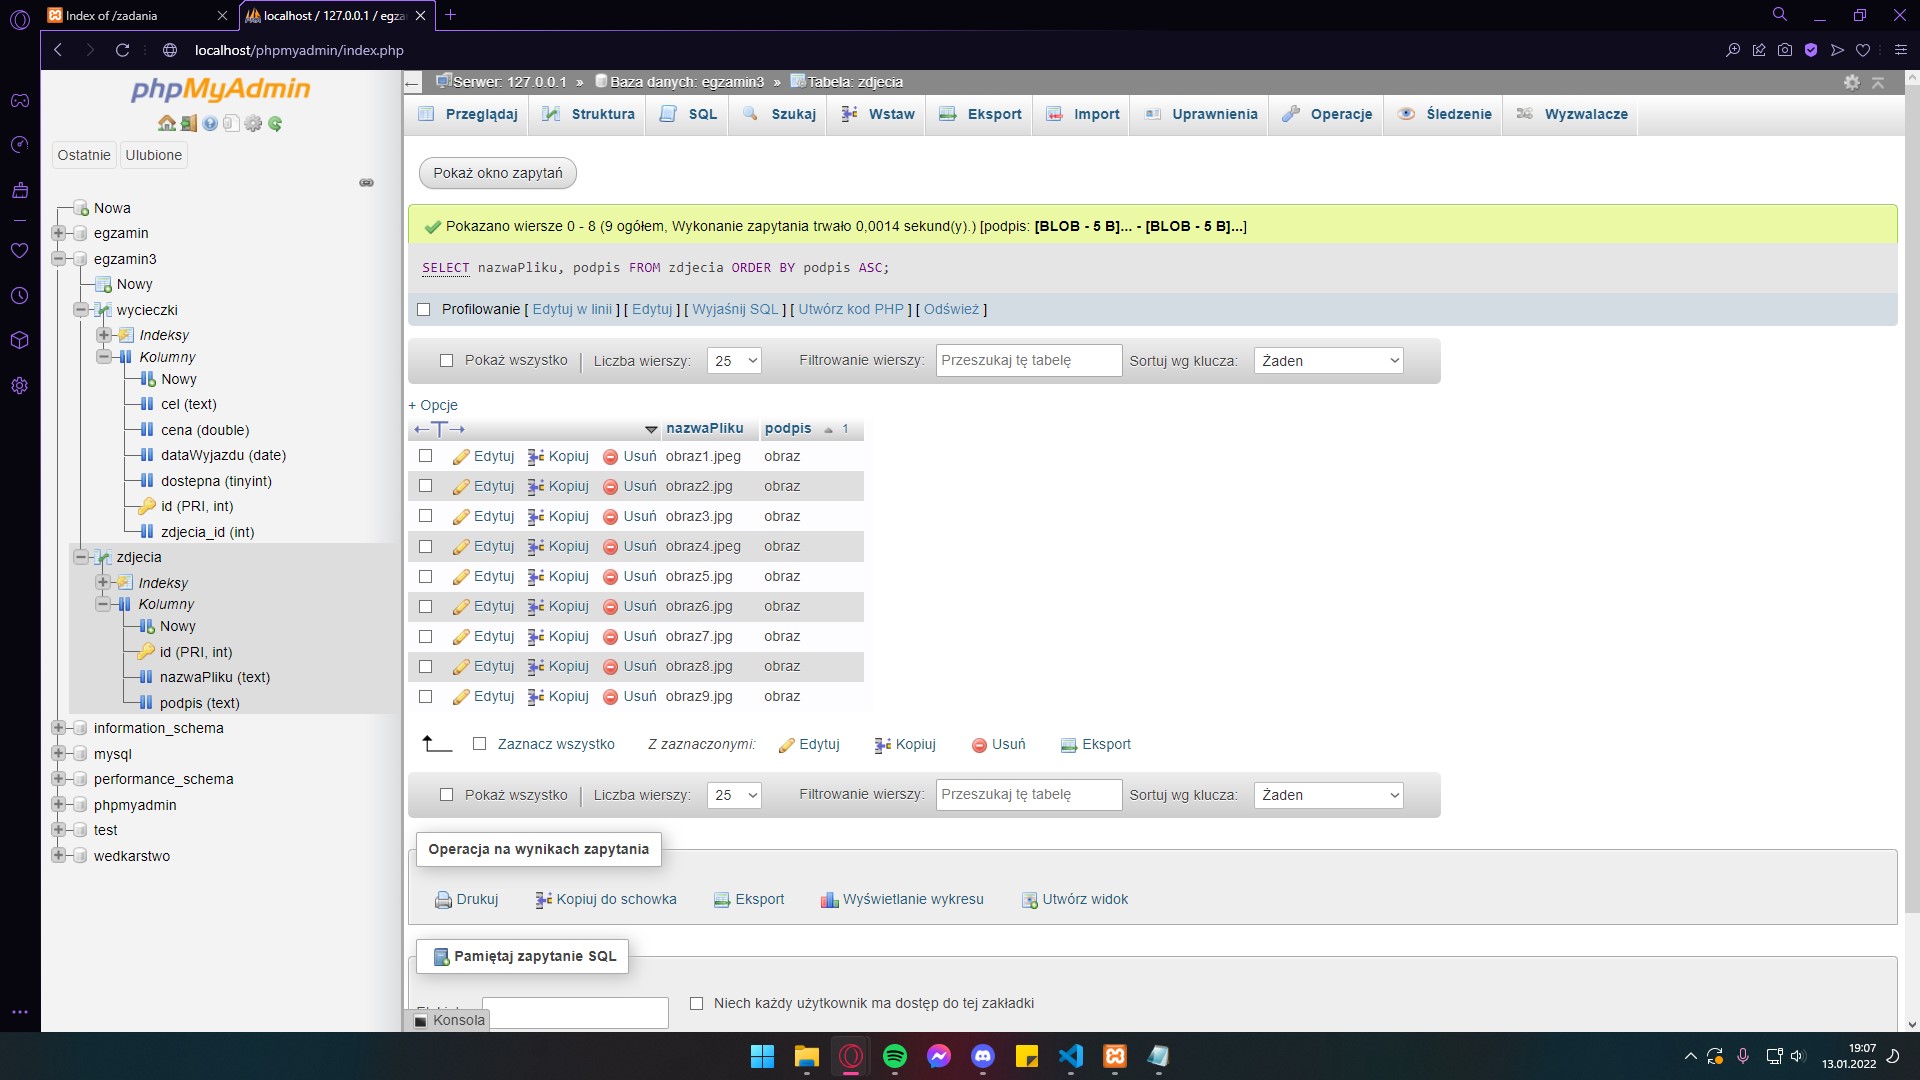 Index of /zadania
localhost / 127.0.0.1 / egza
localhost/phpmyadmin/index.php
phpMyAdmin
Ostatnie
Ulubione
Nowa
egzamin
egzamin3
Nowy
wycieczki
Indeksy
Kolumny
Nowy
cel (text)
cena (double)
dataWyjazdu (date)
dostepna (tinyint)
id (PRI, int)
zdjecia_id (int)
zdjecia
Indeksy
Kolumny
Nowy
id (PRI, int)
nazwaPliku (text)
podpis (text)
information_schema
mysql
performance_schema
phpmyadmin
test
wedkarstwo
Serwer: 127.0.0.1 » Baza danych: egzamin3 » Tabela: zdjecia
Przeglądaj Struktura SQL Szukaj Wstaw Eksport Import Uprawnienia Operacje Śledzenie Wyzwalacze
Pokaż okno zapytań
Pokazano wiersze 0 - 8 (9 ogółem, Wykonanie zapytania trwało 0,0014 sekund(y).) [podpis: [BLOB - 5 B]... - [BLOB - 5 B]...]
SELECT nazwaPliku, podpis FROM zdjecia ORDER BY podpis ASC;
Profilowanie [ Edytuj w linii ] [ Edytuj ] [ Wyjaśnij SQL ] [ Utwórz kod PHP ] [ Odśwież ]
Pokaż wszystko | Liczba wierszy: 25 Filtrowanie wierszy: Przeszukaj tę tabelę Sortuj wg klucza: Żaden
+ Opcje
←T→ nazwaPliku podpis 1
Edytuj Kopiuj Usuń obraz1.jpeg obraz
Edytuj Kopiuj Usuń obraz2.jpg obraz
Edytuj Kopiuj Usuń obraz3.jpg obraz
Edytuj Kopiuj Usuń obraz4.jpeg obraz
Edytuj Kopiuj Usuń obraz5.jpg obraz
Edytuj Kopiuj Usuń obraz6.jpg obraz
Edytuj Kopiuj Usuń obraz7.jpg obraz
Edytuj Kopiuj Usuń obraz8.jpg obraz
Edytuj Kopiuj Usuń obraz9.jpg obraz
Zaznacz wszystko Z zaznaczonymi: Edytuj Kopiuj Usuń Eksport
Pokaż wszystko | Liczba wierszy: 25 Filtrowanie wierszy: Przeszukaj tę tabelę Sortuj wg klucza: Żaden
Operacja na wynikach zapytania
Drukuj Kopiuj do schowka Eksport Wyświetlanie wykresu Utwórz widok
Pamiętaj zapytanie SQL
Niech każdy użytkownik ma dostęp do tej zakładki
Konsola
19:07
13.01.2022